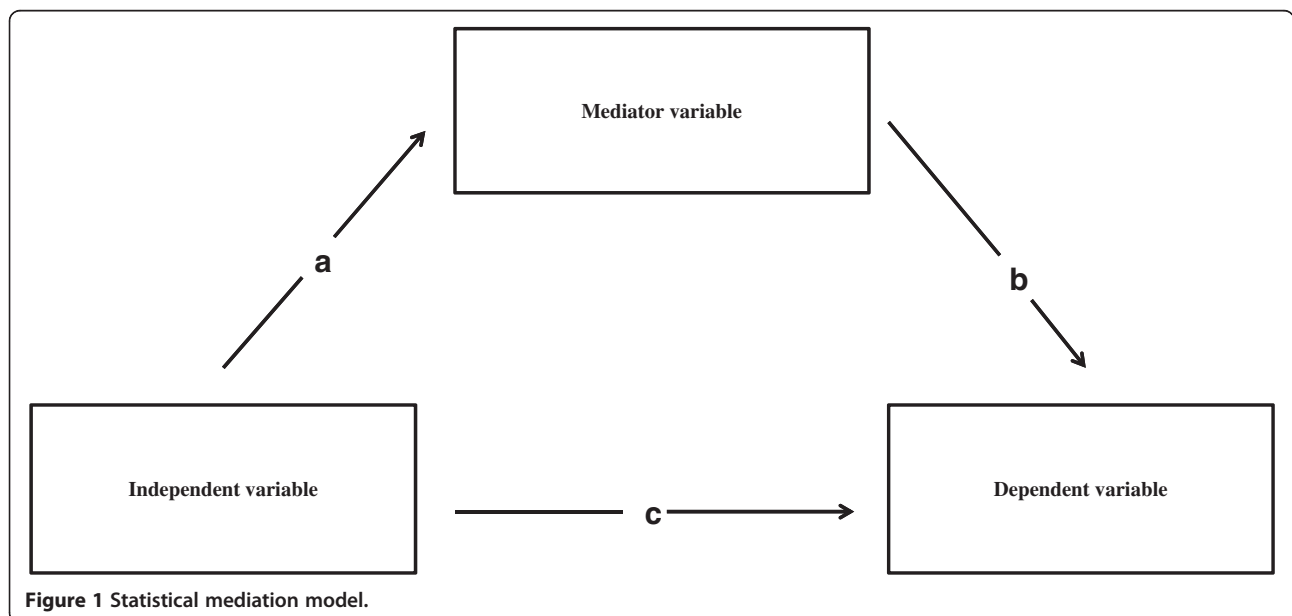 Mediator variable
a
b
Independent variable
c
Dependent variable
Figure 1 Statistical mediation model.